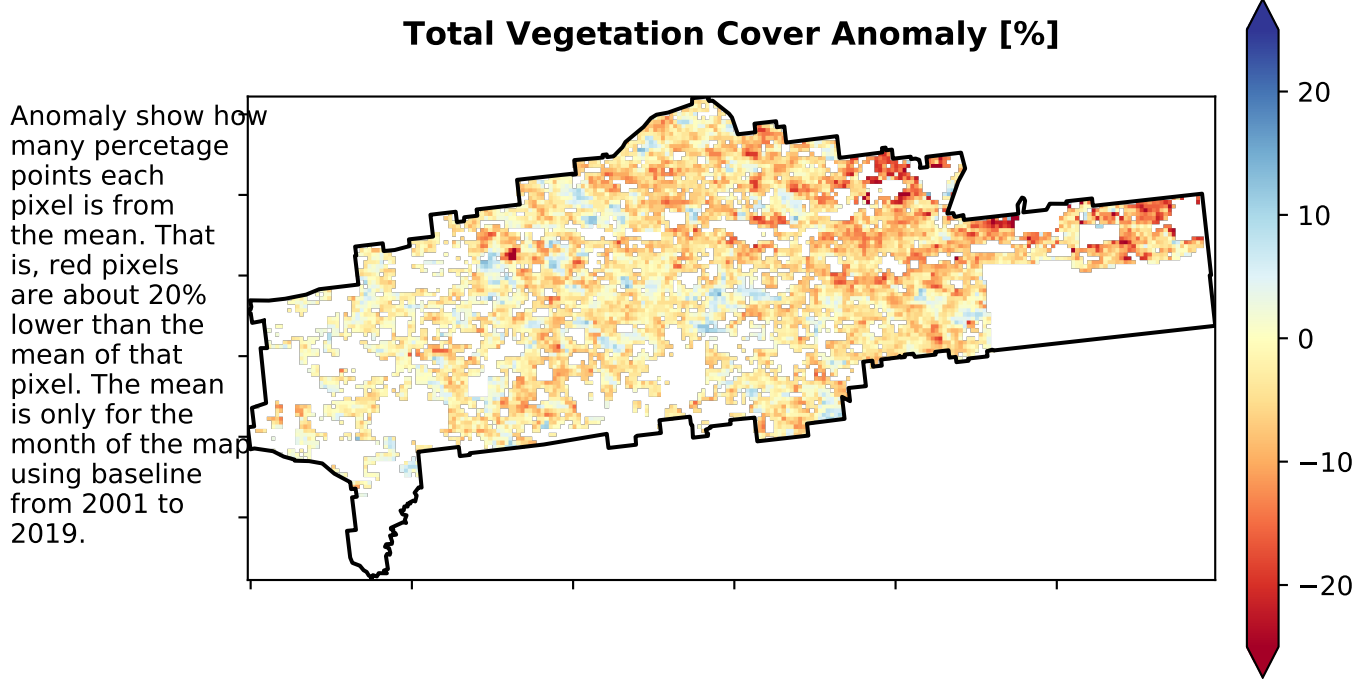 Total Vegetation Cover Anomaly [%]
Anomaly show how
many percetage
points each
pixel is from
the mean. That
is, red pixels
are about 20%
lower than the
mean of that
pixel. The mean
is only for the
month of the map
using baseline
from 2001 to
2019.
20
10
0
−10
−20